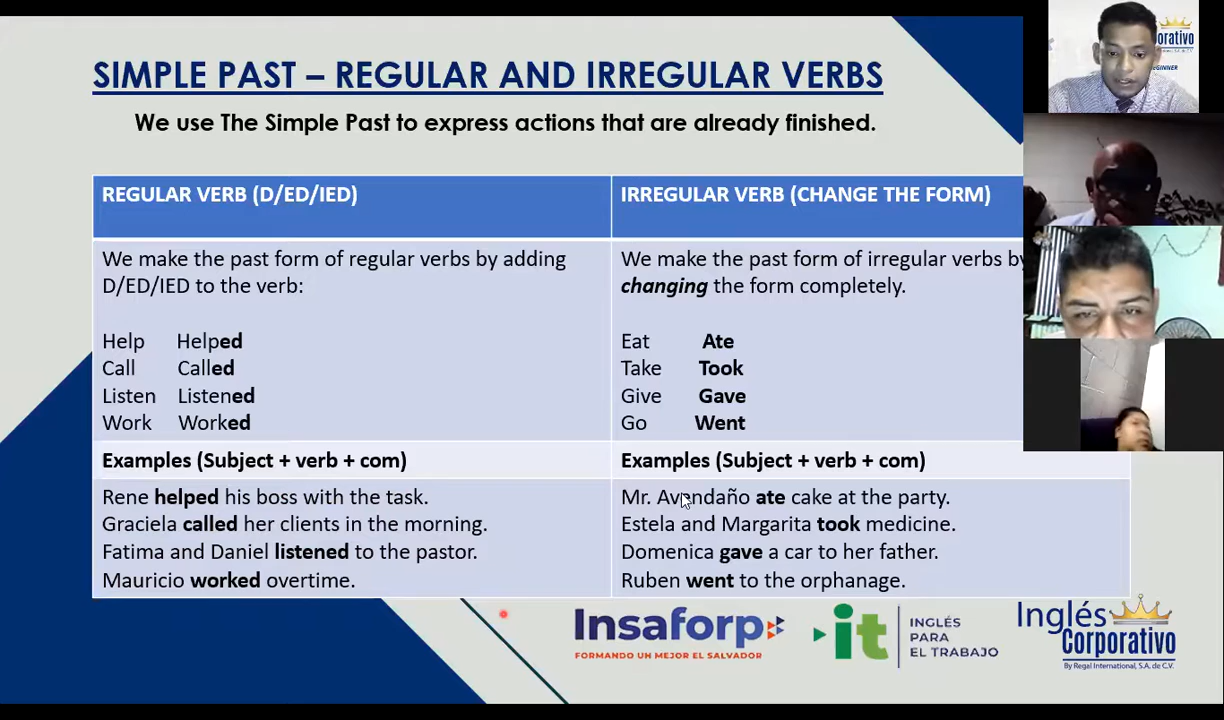 SIMPLE PAST – REGULAR AND IRREGULAR VERBS
We use The Simple Past to express actions that are already finished.
REGULAR VERB (D/ED/IED)
We make the past form of regular verbs by adding
D/ED/IED to the verb:
Help Helped
Call Called
Listen Listened
Work Worked
Examples (Subject + verb + com)
Rene helped his boss with the task.
Graciela called her clients in the morning.
Fatima and Daniel listened to the pastor.
Mauricio worked overtime.
IRREGULAR VERB (CHANGE THE FORM)
We make the past form of irregular verbs by
changing the form completely.
Eat Ate
Take Took
Give Gave
Go Went
Examples (Subject + verb + com)
Mr. Avendaño ate cake at the party.
Estela and Margarita took medicine.
Domenica gave a car to her father.
Ruben went to the orphanage.
Insaforp
FORMANDO UN MEJOR EL SALVADOR
it
INGLÉS
PARA
EL TRABAJO
Inglés
Corporativo
By Regal International, S.A. de C.V.